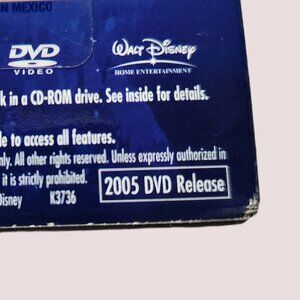 N MEXICO
DVD
VIDEO
WALT DISNEY
HOME ENTERTAINMENT
k in a CD-ROM drive. See inside for details.
le to access all features.
nly. All other rights reserved. Unless expressly authorized in
it is strictly prohibited.
Disney K3736
2005 DVD Release